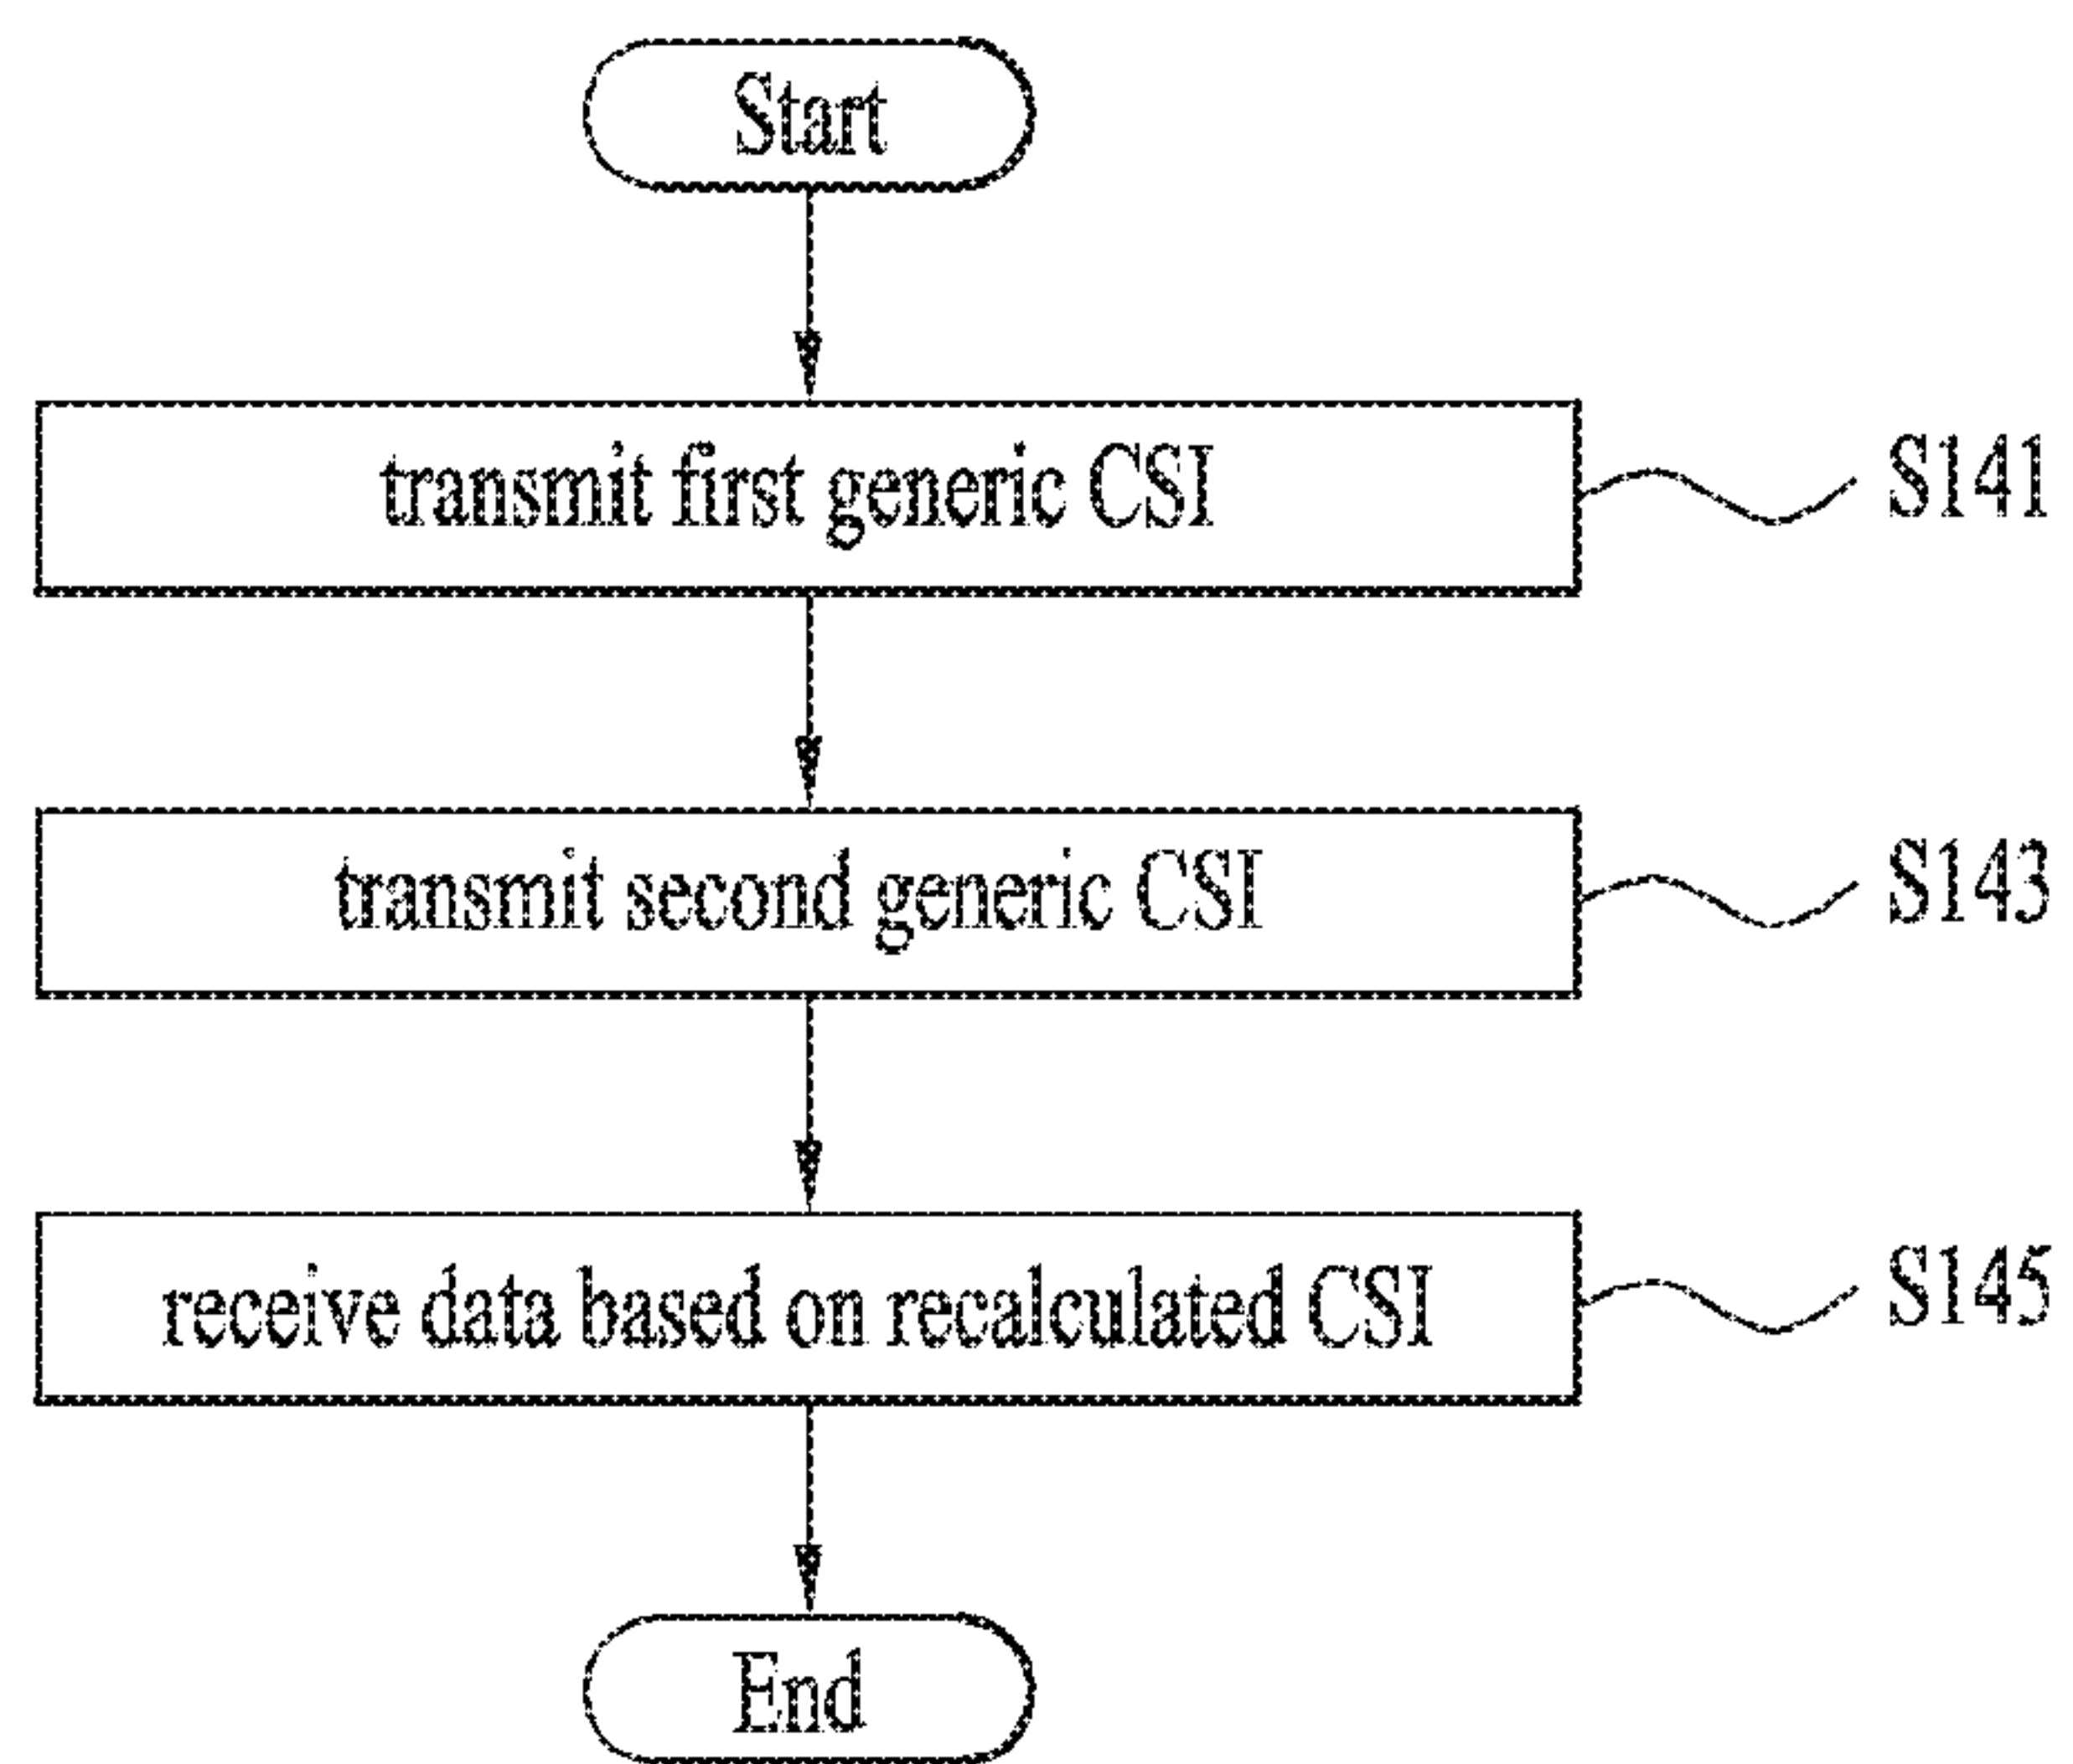 Start
transmit first generic CSI
S141
transmit second generic CSI
S143
receive data based on recalculated CSI
S145
End